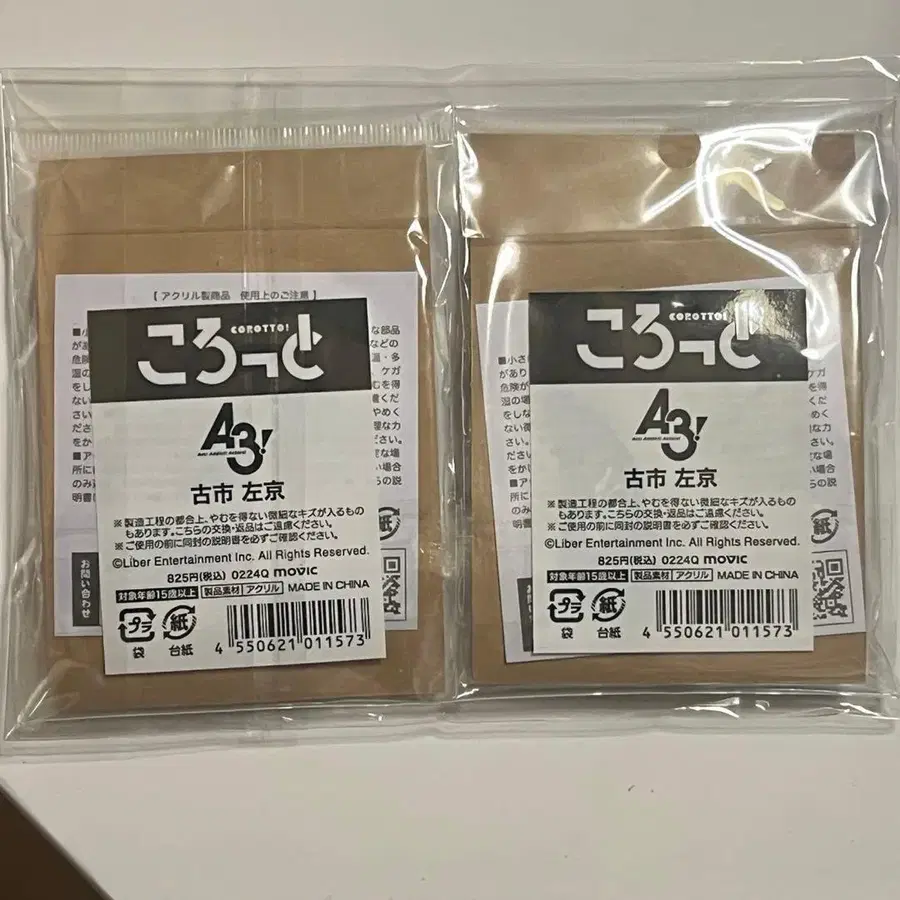 【アクリル製商品 使用上のご注意】
COROTTO!
ころっと
A3!
古市 左京
※製造工程の都合上、やむを得ない微細なキズが入るもの
もあります。こちらの交換・返品はご遠慮ください。
※ご使用の前に同封の説明書を必ずご確認ください。
©Liber Entertainment Inc. All Rights Reserved.
825円(税込) 0224Q movic
対象年齢15歳以上 製品素材 アクリル MADE IN CHINA
プラ 紙
袋 台紙
4 550621 011573
お問い合わせ
COROTTO!
ころっと
A3!
古市 左京
※製造工程の都合上、やむを得ない微細なキズが入るもの
もあります。こちらの交換・返品はご遠慮ください。
※ご使用の前に同封の説明書を必ずご確認ください。
©Liber Entertainment Inc. All Rights Reserved.
825円(税込) 0224Q movic
対象年齢15歳以上 製品素材 アクリル MADE IN CHINA
プラ 紙
袋 台紙
4 550621 011573
紙